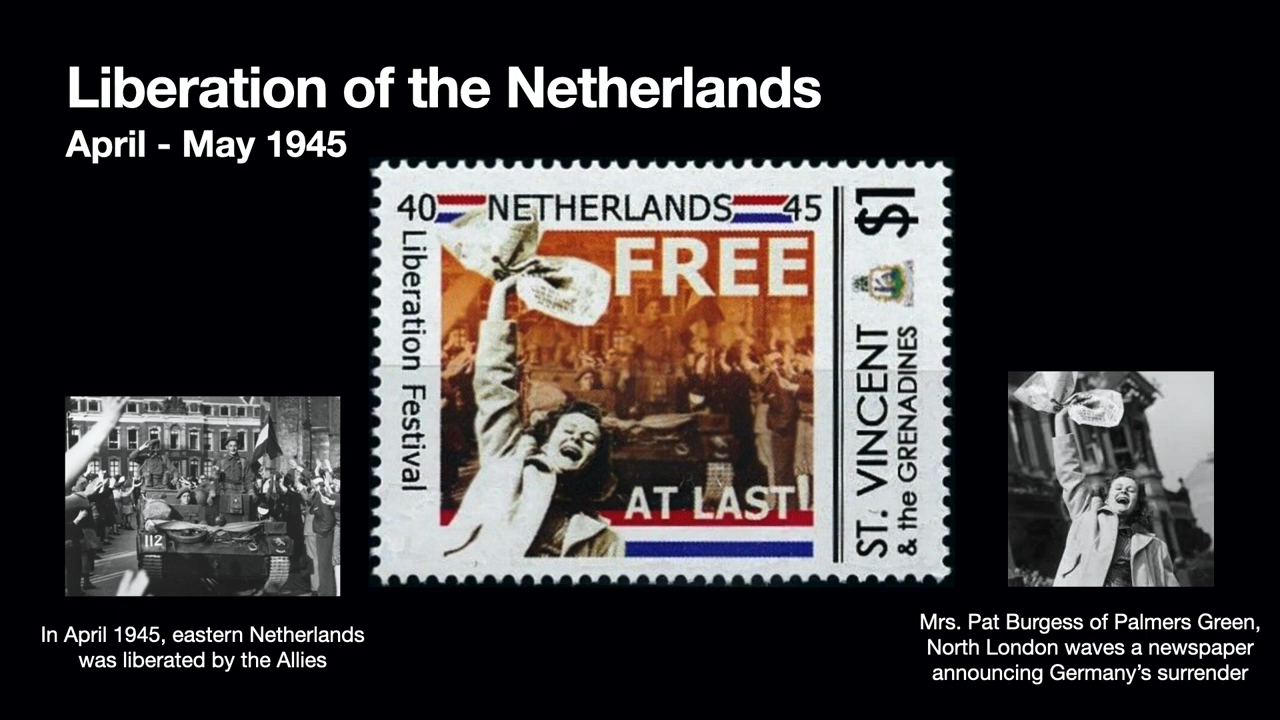 Liberation of the Netherlands
April - May 1945
40 NETHERLANDS 45
Liberation Festival
FREE
AT LAST!
$1
ST. VINCENT
& the GRENADINES
112
In April 1945, eastern Netherlands
was liberated by the Allies
Mrs. Pat Burgess of Palmers Green,
North London waves a newspaper
announcing Germany’s surrender